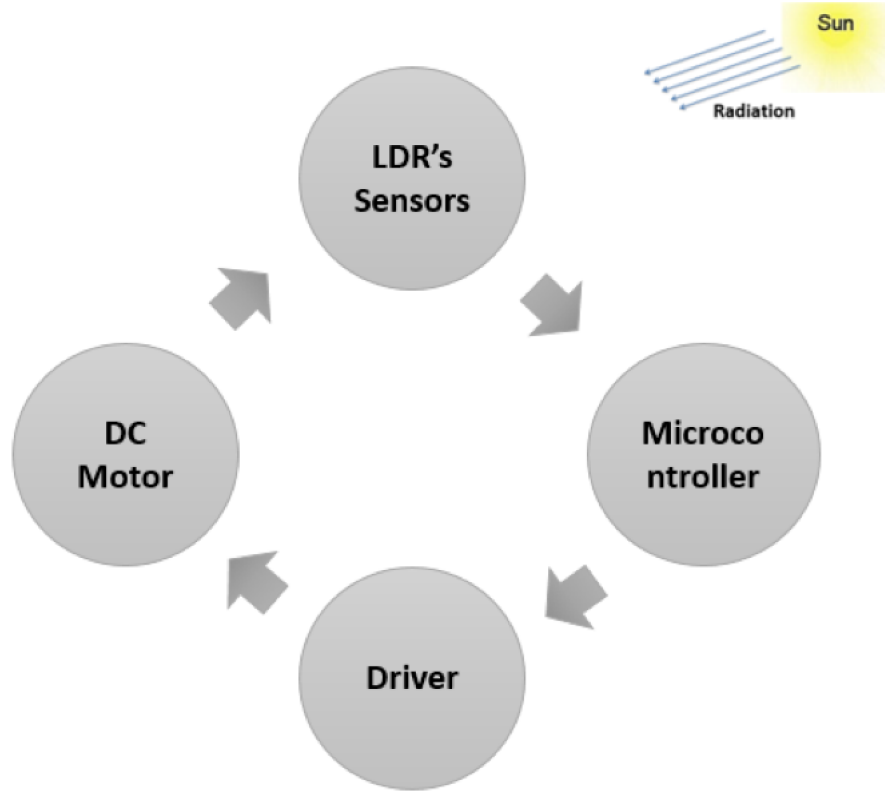 Sun
Radiation
LDR's
Sensors
DC
Motor
Microco
ntroller
Driver